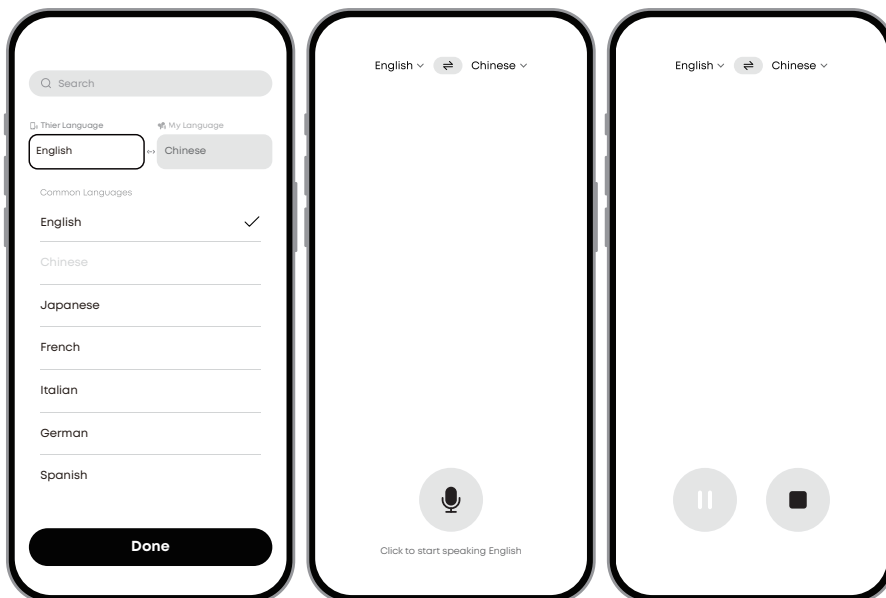 Search
Thier Language
My Language
English
Chinese
Common Languages
English
Chinese
Japanese
French
Italian
German
Spanish
Done
English
Chinese
Click to start speaking English
English
Chinese